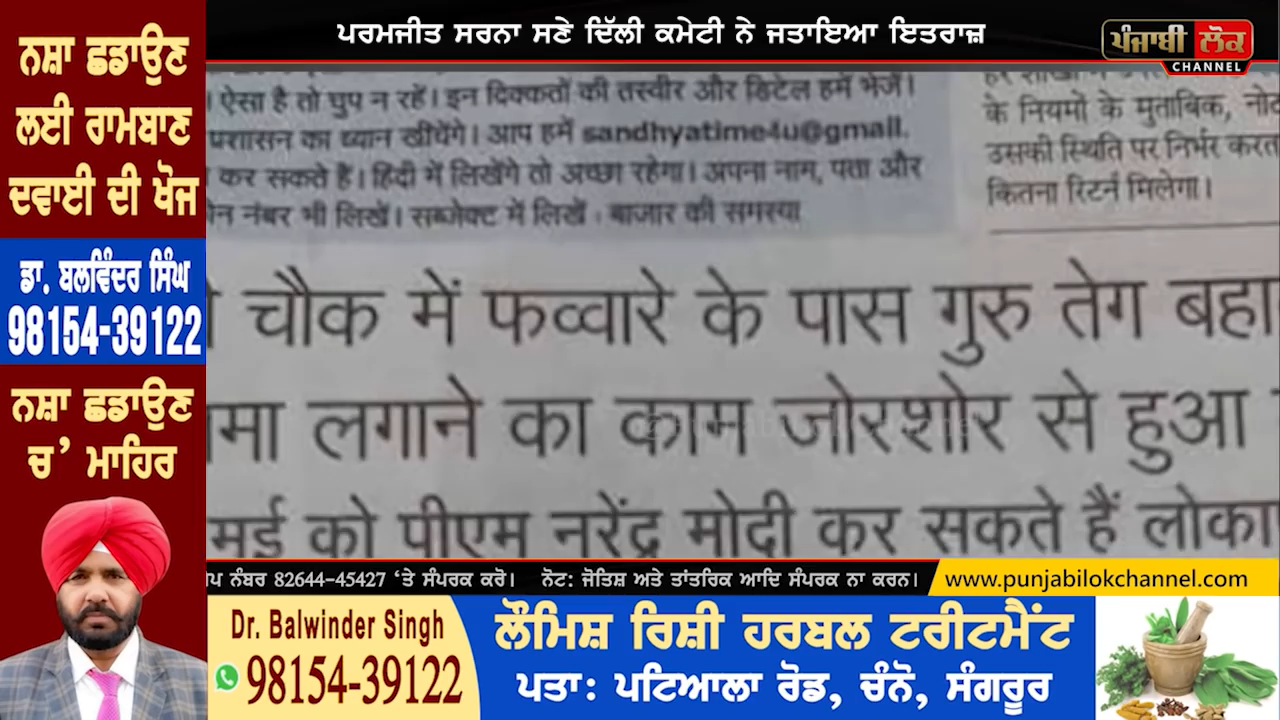 ਪਰਮਜੀਤ ਸਰਨਾ ਸਣੇ ਦਿੱਲੀ ਕਮੇਟੀ ਨੇ ਜਤਾਇਆ ਇਤਰਾਜ਼
ਪੰਜਾਬੀ ਲੋਕ
CHANNEL
ਨਸ਼ਾ ਛਡਾਉਣ
ਲਈ ਰਾਮਬਾਣ
ਦਵਾਈ ਦੀ ਖੋਜ
ਡਾ. ਬਲਵਿੰਦਰ ਸਿੰਘ
98154-39122
ਨਸ਼ਾ ਛਡਾਉਣ
ਚ' ਮਾਹਿਰ
ऐसा है तो चुप न रहें। इन दिक्कतों की तस्वीर और डिटेल हमें भेजें।
प्रशासन का ध्यान खींचेंगे। आप हमें sandhyatime4u@gmail.
कर सकते हैं। हिंदी में लिखेंगे तो अच्छा रहेगा। अपना नाम, पता और
नंबर भी लिखें। सब्जेक्ट में लिखें : बाजार की समस्या
के नियमों के मुताबिक,
उसकी स्थिति पर निर्भर करत
कितना रिटर्न मिलेगा।
चौक में फव्वारे के पास गुरु तेग बहा
मा लगाने का काम जोरशोर से हुआ
मई को पीएम नरेंद्र मोदी कर सकते हैं लोका
@Punjabilokchannel
ਨੰਬਰ 82644-45427 'ਤੇ ਸੰਪਰਕ ਕਰੋ। ਨੋਟ: ਜੋਤਿਸ਼ ਅਤੇ ਤਾਂਤਰਿਕ ਆਦਿ ਸੰਪਰਕ ਨਾ ਕਰਨ।
www.punjabilokchannel.com
Dr. Balwinder Singh
98154-39122
ਲੌਮਿਸ਼ ਰਿਸ਼ੀ ਹਰਬਲ ਟਰੀਟਮੈਂਟ
ਪਤਾ: ਪਟਿਆਲਾ ਰੋਡ, ਚੰਨੋ, ਸੰਗਰੂਰ